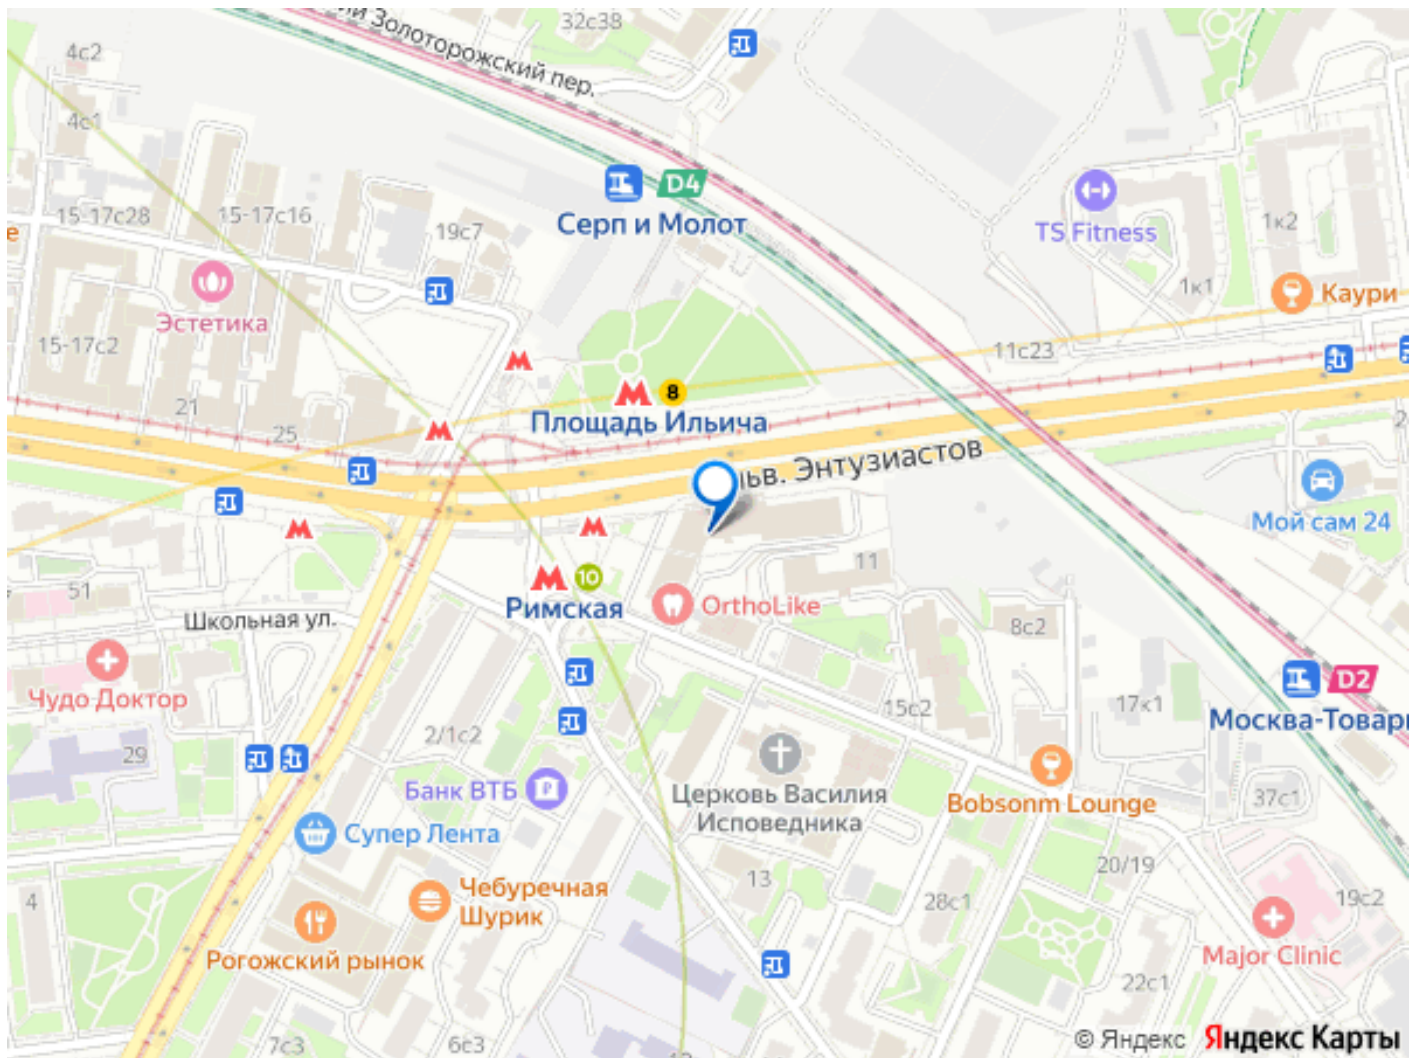 32с38
ий Золоторожский пер.
4с2
4с1
D4
Серп и Молот
15-17с28
15-17с16
19с7
TS Fitness
1к2
1к1
Каури
Эстетика
15-17с2
11с23
8
Площадь Ильича
21
25
ьв. Энтузиастов
Мой сам 24
11
10
Римская
OrthoLike
51
Школьная ул.
8с2
Чудо Доктор
D2
Москва-Товарн
17к1
15с2
2/1с2
29
Банк ВТБ
Церковь Василия
Исповедника
Bobsonm Lounge
37с1
Супер Лента
20/19
Чебуречная
Шурик
13
28с1
19с2
4
Рогожский рынок
Major Clinic
22с1
7с3
6с3
© Яндекс Яндекс Карты